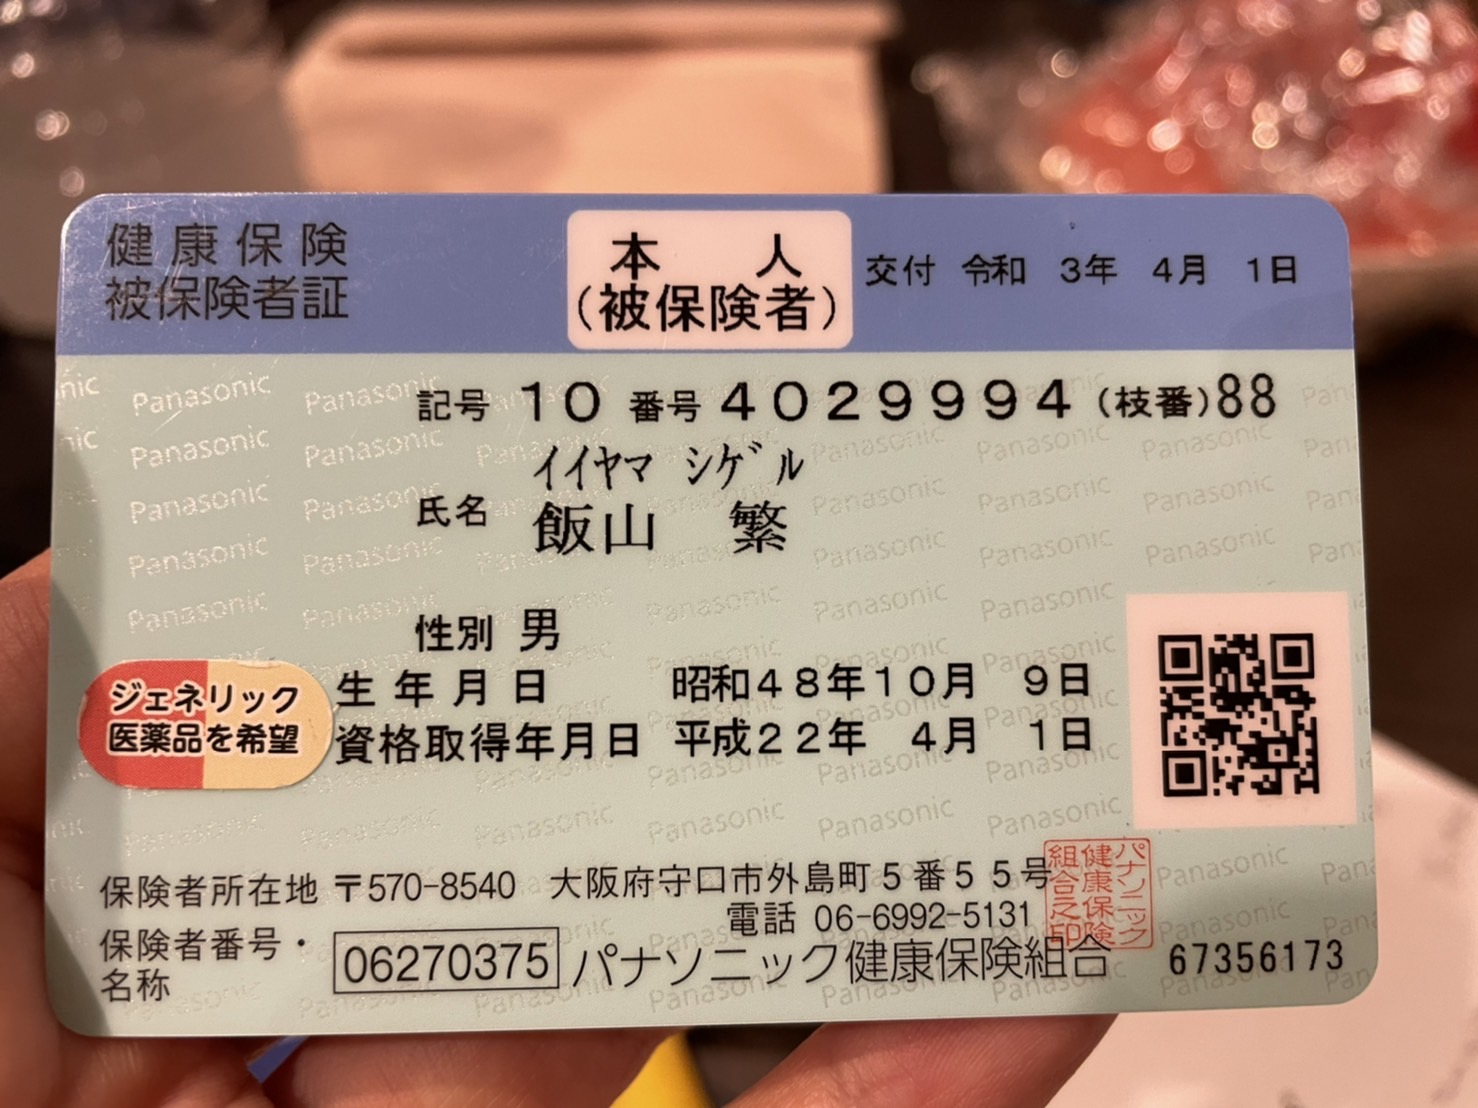 健康保険
被保険者証
本人
(被保険者)
交付 令和 3年 4月 1日
記号 10 番号 4029994 (枝番)88
イイヤマ シゲル
氏名 飯山 繁
性別 男
生年月日 昭和48年10月 9日
資格取得年月日 平成22年 4月 1日
ジェネリック
医薬品を希望
保険者所在地 〒570-8540 大阪府守口市外島町5番55号
電話 06-6992-5131
保険者番号・
名称
06270375 パナソニック健康保険組合
パナソニック
健康保険
組合之印
67356173
Panasonic